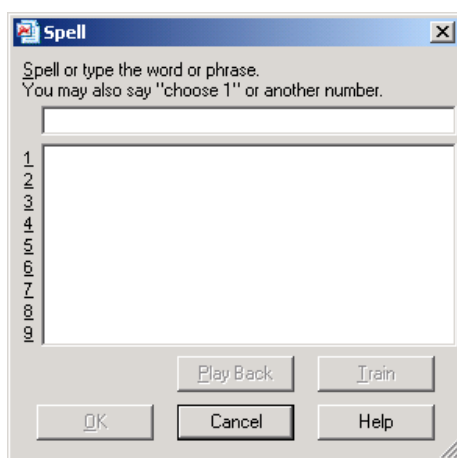 Spell
Spell or type the word or phrase.
You may also say "choose 1" or another number.
1
2
3
4
5
6
7
8
9
Play Back Train
OK Cancel Help